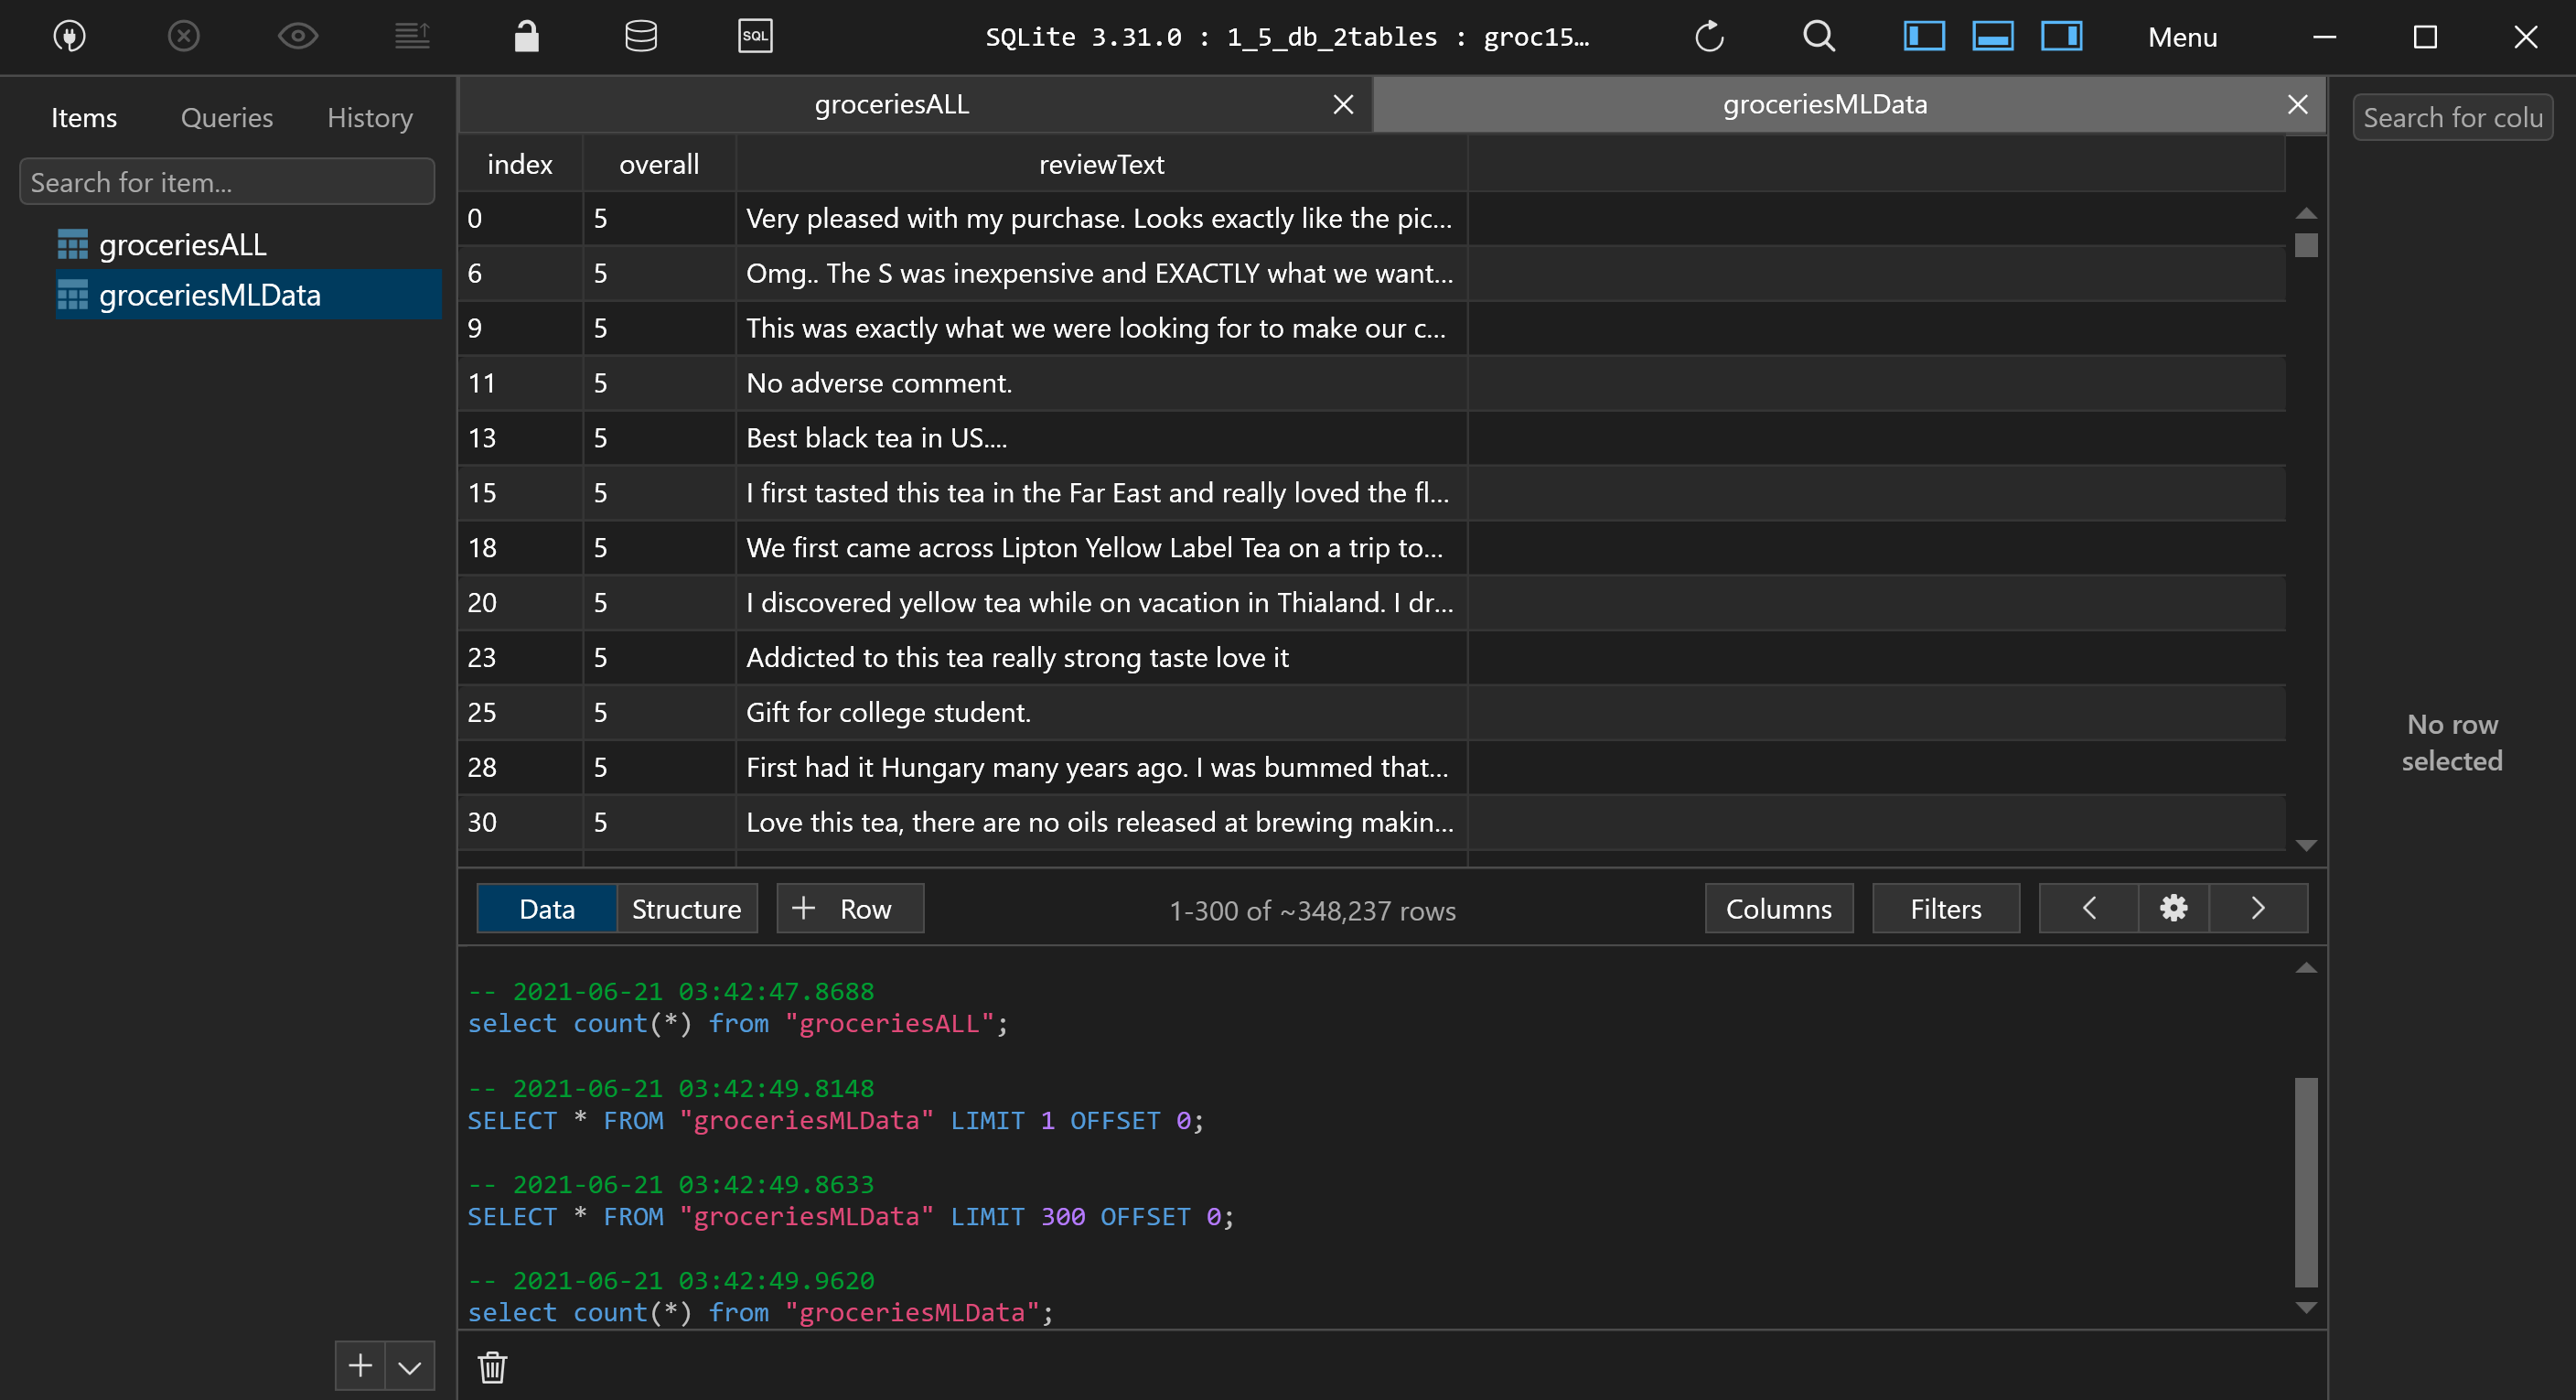 SQL
SQLite 3.31.0 : 1_5_db_2tables : groc15...
Menu
Items Queries History
Search for item...
groceriesALL
groceriesMLData
groceriesALL
groceriesMLData
index overall reviewText
0 5 Very pleased with my purchase. Looks exactly like the pic...
6 5 Omg.. The S was inexpensive and EXACTLY what we want...
9 5 This was exactly what we were looking for to make our c...
11 5 No adverse comment.
13 5 Best black tea in US....
15 5 I first tasted this tea in the Far East and really loved the fl...
18 5 We first came across Lipton Yellow Label Tea on a trip to...
20 5 I discovered yellow tea while on vacation in Thialand. I dr...
23 5 Addicted to this tea really strong taste love it
25 5 Gift for college student.
28 5 First had it Hungary many years ago. I was bummed that...
30 5 Love this tea, there are no oils released at brewing makin...
Data Structure + Row 1-300 of ~348,237 rows Columns Filters
-- 2021-06-21 03:42:47.8688
select count(*) from "groceriesALL";
-- 2021-06-21 03:42:49.8148
SELECT * FROM "groceriesMLData" LIMIT 1 OFFSET 0;
-- 2021-06-21 03:42:49.8633
SELECT * FROM "groceriesMLData" LIMIT 300 OFFSET 0;
-- 2021-06-21 03:42:49.9620
select count(*) from "groceriesMLData";
Search for colu
No row
selected